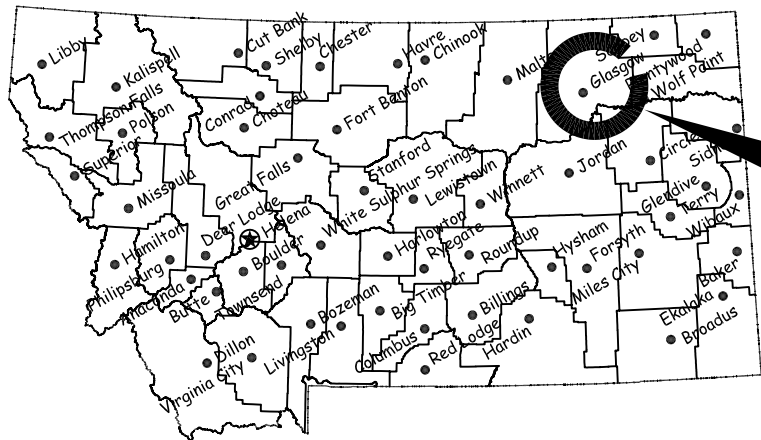 Libby
Cut Bank
Shelby
Chester
Havre
Chinook
Malta
Kalispell
Glasgow
Wolf Point
Thompson Falls
Polson
Conrad
Choteau
Fort Benton
Superior
Stanford
Jordan
Circle
Missoula
Great Falls
White Sulphur Springs
Lewistown
Winnett
Glendive
Terry
Wibaux
Deer Lodge
Helena
Hamilton
Boulder
Harlowton
Ryegate
Roundup
Hysham
Forsyth
Miles City
Philipsburg
Anaconda
Butte
Townsend
Baker
Bozeman
Big Timber
Billings
Ekalaka
Broadus
Dillon
Livingston
Columbus
Red Lodge
Hardin
Virginia City